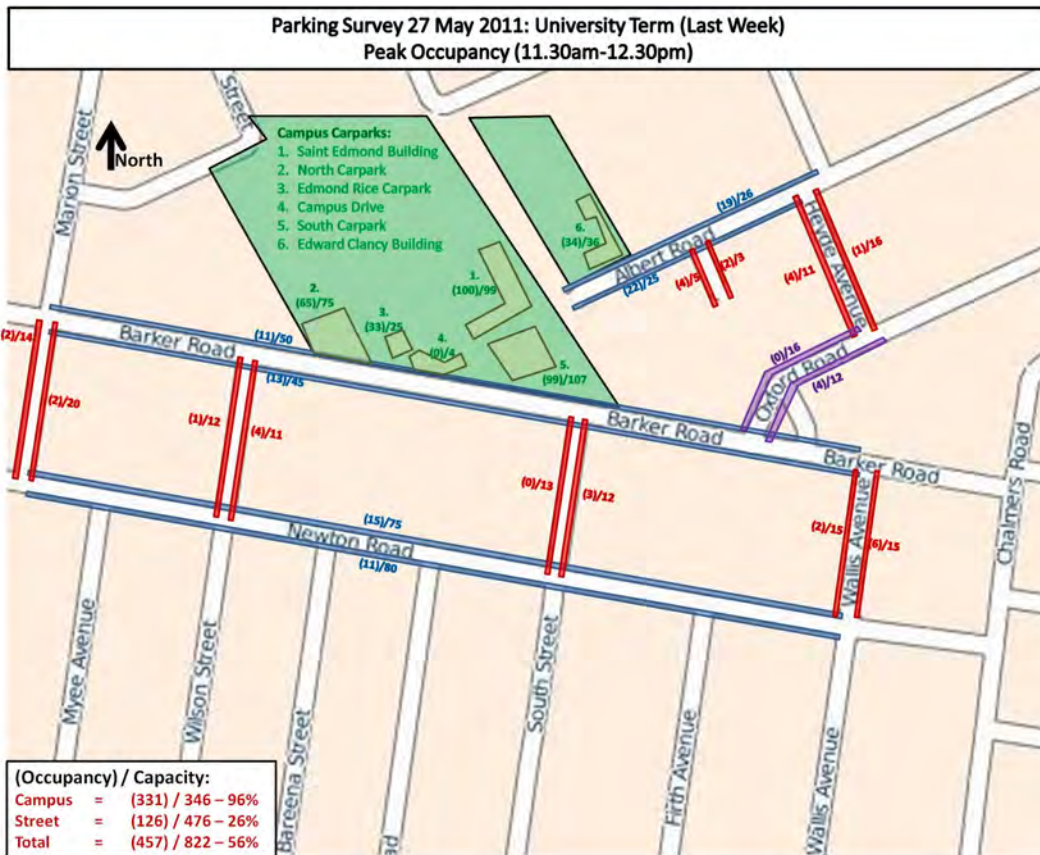 Parking Survey 27 May 2011: University Term (Last Week)
Peak Occupancy (11.30am-12.30pm)
Marion Street
Street
North
Campus Carparks:
1. Saint Edmond Building
2. North Carpark
3. Edmond Rice Carpark
4. Campus Drive
5. South Carpark
6. Edward Clancy Building
6.
(34)/36
(19)/26
Albert Road
(22)/25
(4)/5
(2)/3
Heyde Avenue
(4)/11
(1)/16
1.
(100)/99
2.
(65)/75
3.
(33)/25
4.
(0)/4
5.
(99)/107
(0)/16
Oxford Road
(4)/12
(2)/14
(2)/20
Barker Road
(11)/50
(13)/45
(1)/12
(4)/11
Barker Road
(0)/13
(3)/12
Barker Road
(2)/15
Wallis Avenue
(6)/15
Chalmers Road
(15)/75
Newton Road
(11)/80
Myee Avenue
Wilson Street
Bareena Street
ad
South Street
Firth Avenue
Wallis Avenue
(Occupancy) / Capacity:
Campus = (331) / 346 – 96%
Street = (126) / 476 – 26%
Total = (457) / 822 – 56%